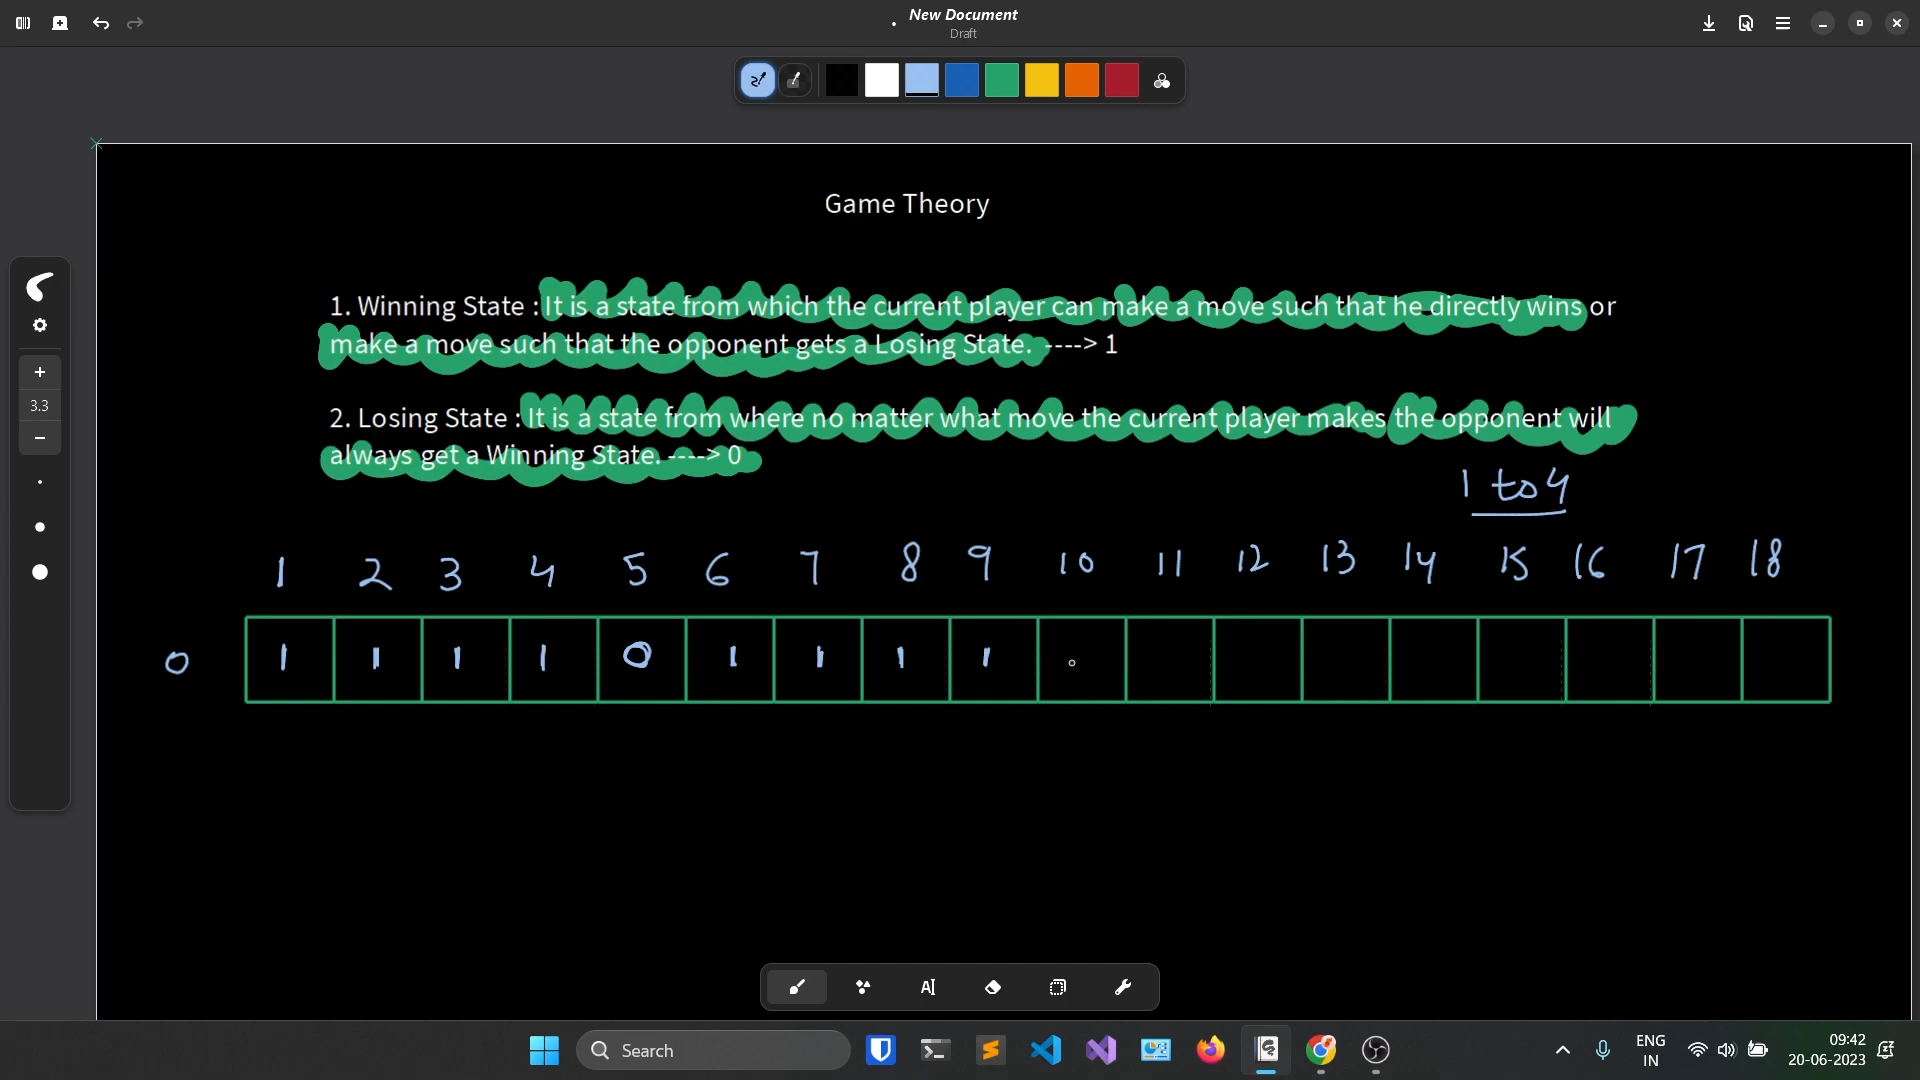 New Document
Draft
Game Theory
1. Winning State : It is a state from which the current player can make a move such that he directly wins or
make a move such that the opponent gets a Losing State. ----> 1
2. Losing State : It is a state from where no matter what move the current player makes the opponent will
always get a Winning State. ----> 0
1 to 4
3.3
1 2 3 4 5 6 7 8 9 10 11 12 13 14 15 16 17 18
0 1 1 1 1 0 1 1 1 1
Search
ENG
IN
09:42
20-06-2023